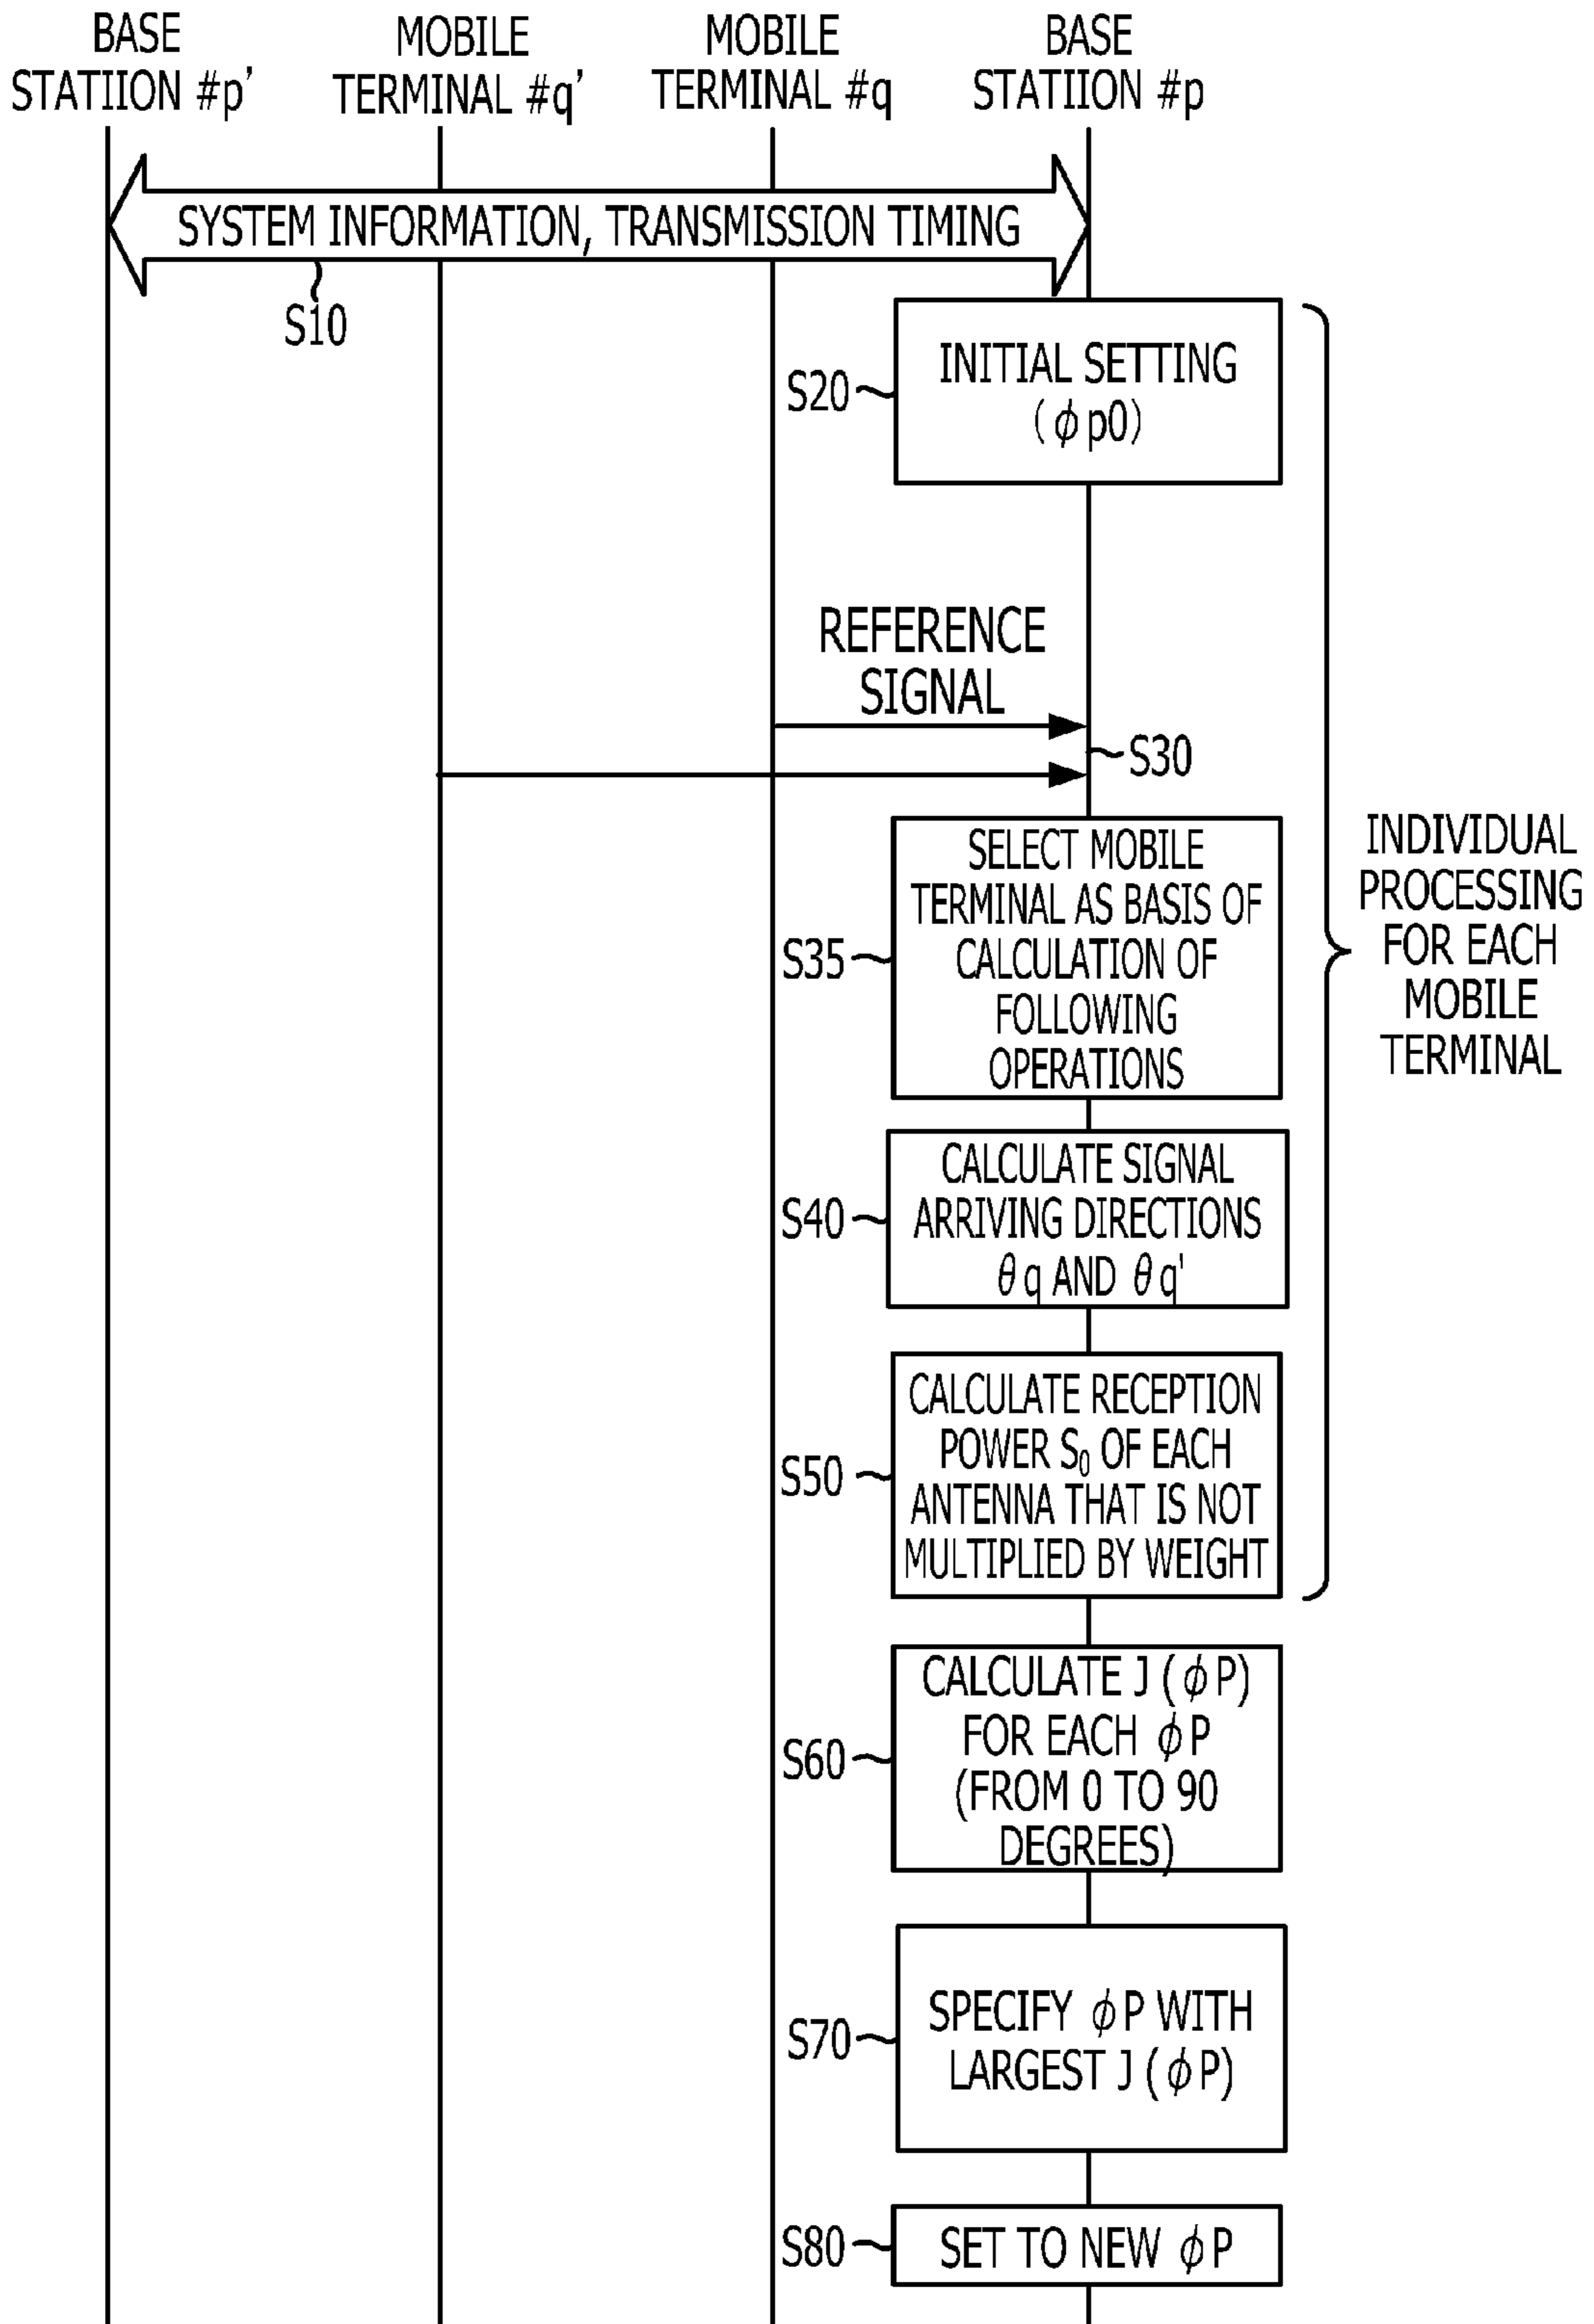 BASE
STATIION #p'
MOBILE
TERMINAL #q'
MOBILE
TERMINAL #q
BASE
STATIION #p
SYSTEM INFORMATION, TRANSMISSION TIMING
S10
S20
INITIAL SETTING
(φp0)
REFERENCE
SIGNAL
S30
S35
SELECT MOBILE
TERMINAL AS BASIS OF
CALCULATION OF
FOLLOWING
OPERATIONS
INDIVIDUAL
PROCESSING
FOR EACH
MOBILE
TERMINAL
S40
CALCULATE SIGNAL
ARRIVING DIRECTIONS
θq AND θq'
S50
CALCULATE RECEPTION
POWER S₀ OF EACH
ANTENNA THAT IS NOT
MULTIPLIED BY WEIGHT
S60
CALCULATE J (φP)
FOR EACH φP
(FROM 0 TO 90
DEGREES)
S70
SPECIFY φP WITH
LARGEST J (φP)
S80
SET TO NEW φP